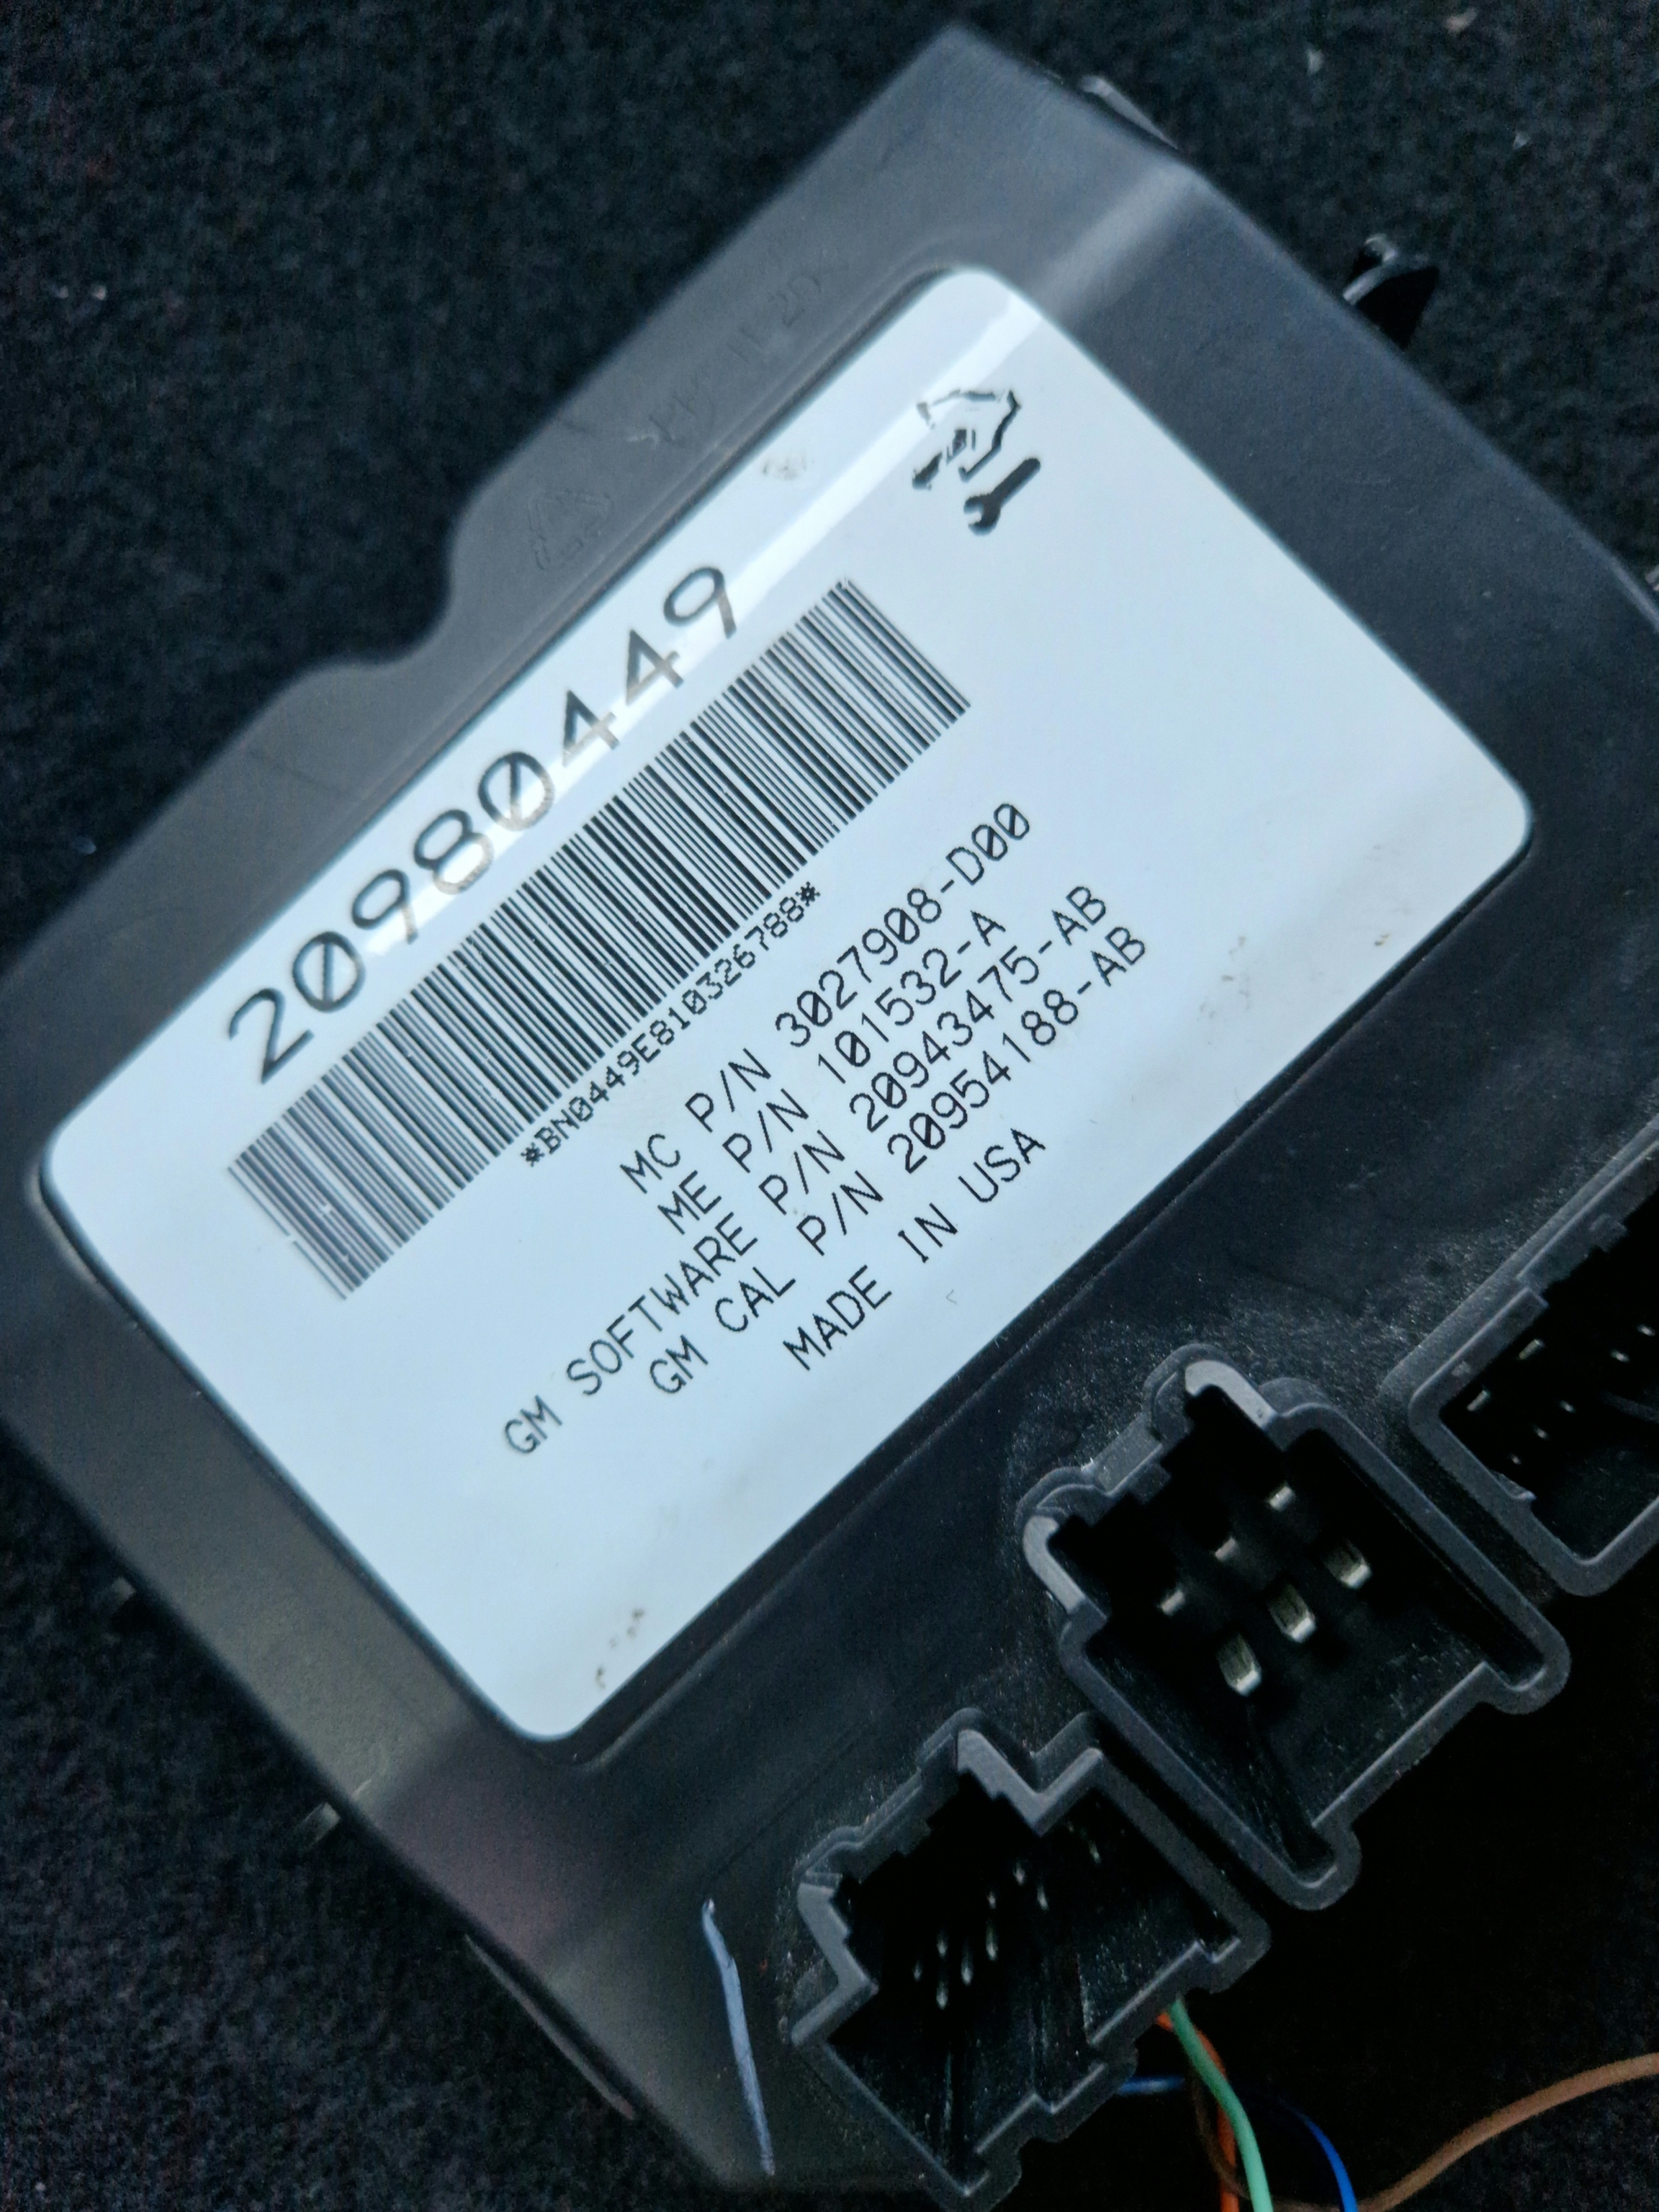 20980449
*BN0449E810326788*
MC P/N 3027908-D00
ME P/N 101532-A
GM SOFTWARE P/N 20943475-AB
GM CAL P/N 20954188-AB
MADE IN USA